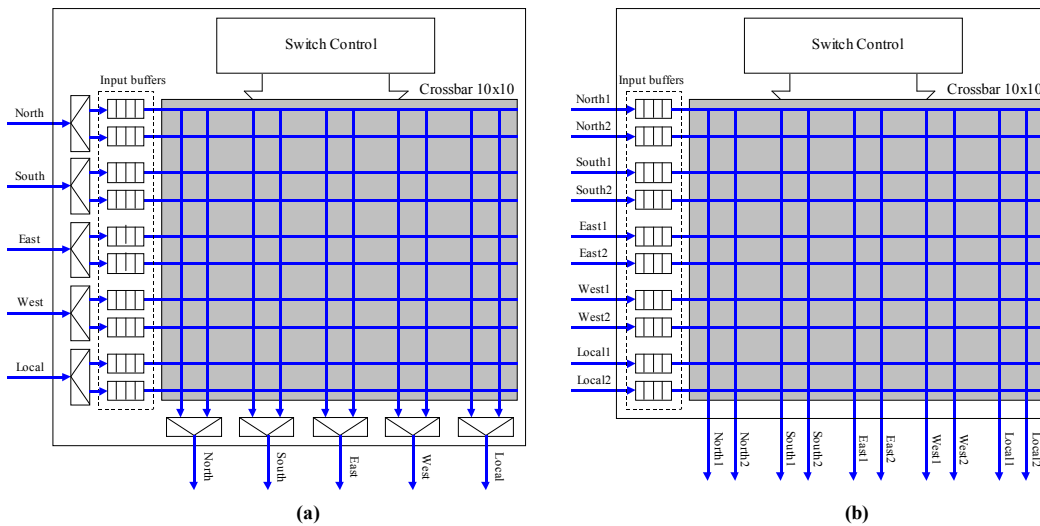 Switch Control
Input buffers
Crossbar 10x10
North
South
East
West
Local
North
South
East
West
Local
(a)
Switch Control
Input buffers
Crossbar 10x10
North1
North2
South1
South2
East1
East2
West1
West2
Local1
Local2
North1
North2
South1
South2
East1
East2
West1
West2
Local1
Local2
(b)